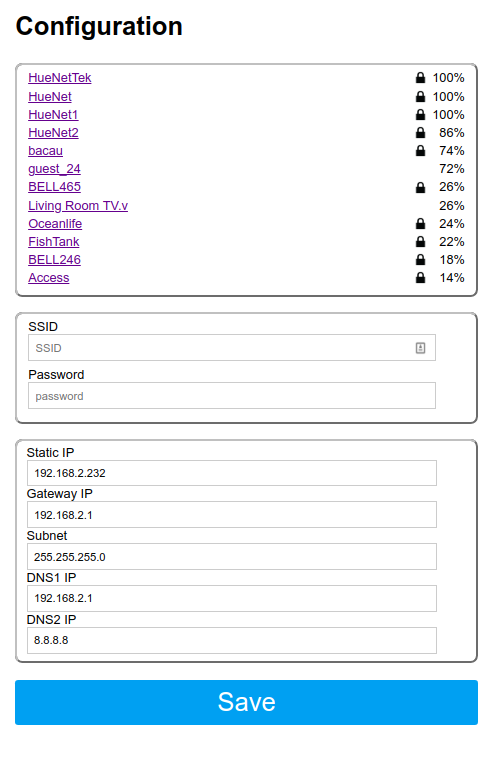 Configuration
HueNetTek 100%
HueNet 100%
HueNet1 100%
HueNet2 86%
bacau 74%
guest_24 72%
BELL465 26%
Living Room TV.v 26%
Oceanlife 24%
FishTank 22%
BELL246 18%
Access 14%
SSID
SSID
Password
password
Static IP
192.168.2.232
Gateway IP
192.168.2.1
Subnet
255.255.255.0
DNS1 IP
192.168.2.1
DNS2 IP
8.8.8.8
Save